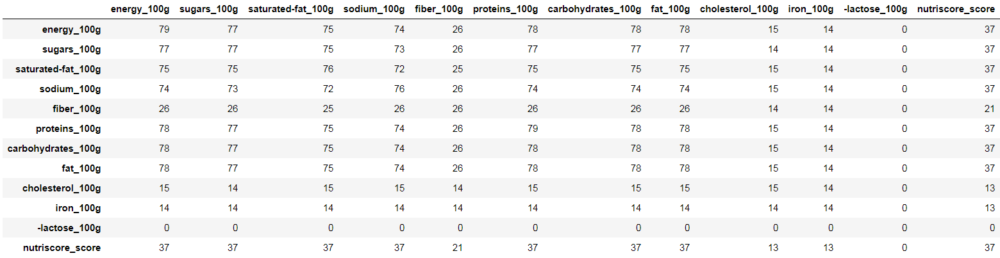 energy_100g sugars_100g saturated-fat_100g sodium_100g fiber_100g proteins_100g carbohydrates_100g fat_100g cholesterol_100g iron_100g -lactose_100g nutriscore_score
energy_100g 79 77 75 74 26 78 78 78 15 14 0 37
sugars_100g 77 77 75 73 26 77 77 77 14 14 0 37
saturated-fat_100g 75 75 76 72 25 75 75 75 15 14 0 37
sodium_100g 74 73 72 76 26 74 74 74 15 14 0 37
fiber_100g 26 26 25 26 26 26 26 26 14 14 0 21
proteins_100g 78 77 75 74 26 79 78 78 15 14 0 37
carbohydrates_100g 78 77 75 74 26 78 78 78 15 14 0 37
fat_100g 78 77 75 74 26 78 78 78 15 14 0 37
cholesterol_100g 15 14 15 15 14 15 15 15 15 14 0 13
iron_100g 14 14 14 14 14 14 14 14 14 14 0 13
-lactose_100g 0 0 0 0 0 0 0 0 0 0 0 0
nutriscore_score 37 37 37 37 21 37 37 37 13 13 0 37